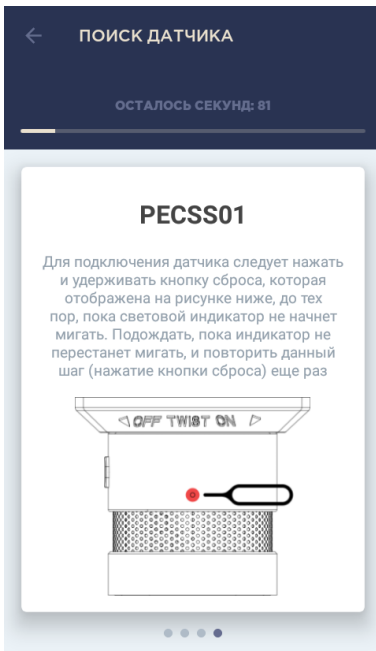 ПОИСК ДАТЧИКА
ОСТАЛОСЬ СЕКУНД: 81
PECSS01
Для подключения датчика следует нажать
и удерживать кнопку сброса, которая
отображена на рисунке ниже, до тех
пор, пока световой индикатор не начнет
мигать. Подождать, пока индикатор не
перестанет мигать, и повторить данный
шаг (нажатие кнопки сброса) еще раз
OFF TWIST ON